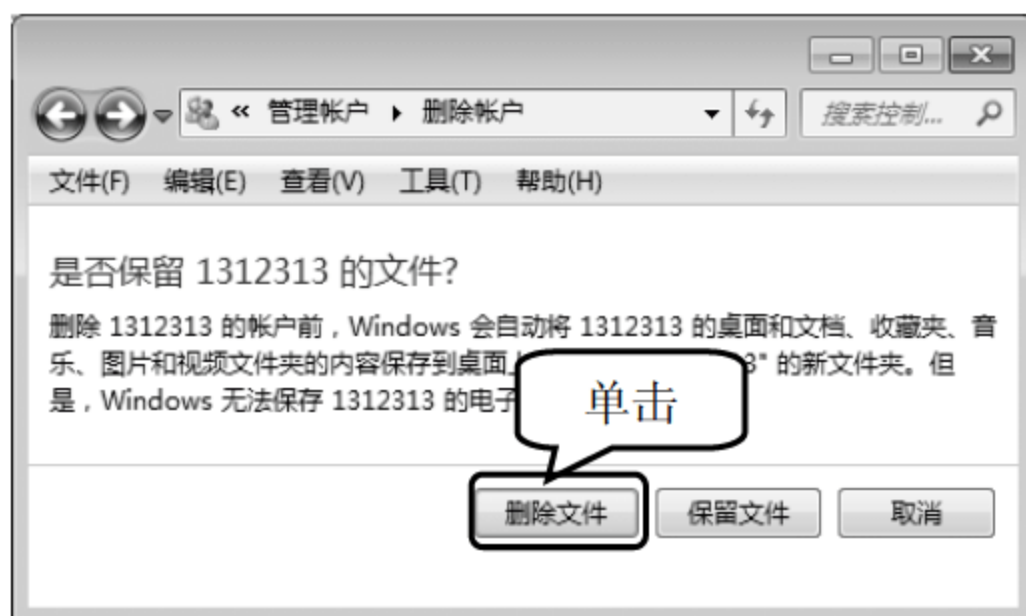 « 管理帐户 ▸ 删除帐户
搜索控制...
文件(F) 编辑(E) 查看(V) 工具(T) 帮助(H)
是否保留 1312313 的文件?
删除 1312313 的帐户前，Windows 会自动将 1312313 的桌面和文档、收藏夹、音
乐、图片和视频文件夹的内容保存到桌面 3" 的新文件夹。但
是，Windows 无法保存 1312313 的电子
单击
删除文件 保留文件 取消